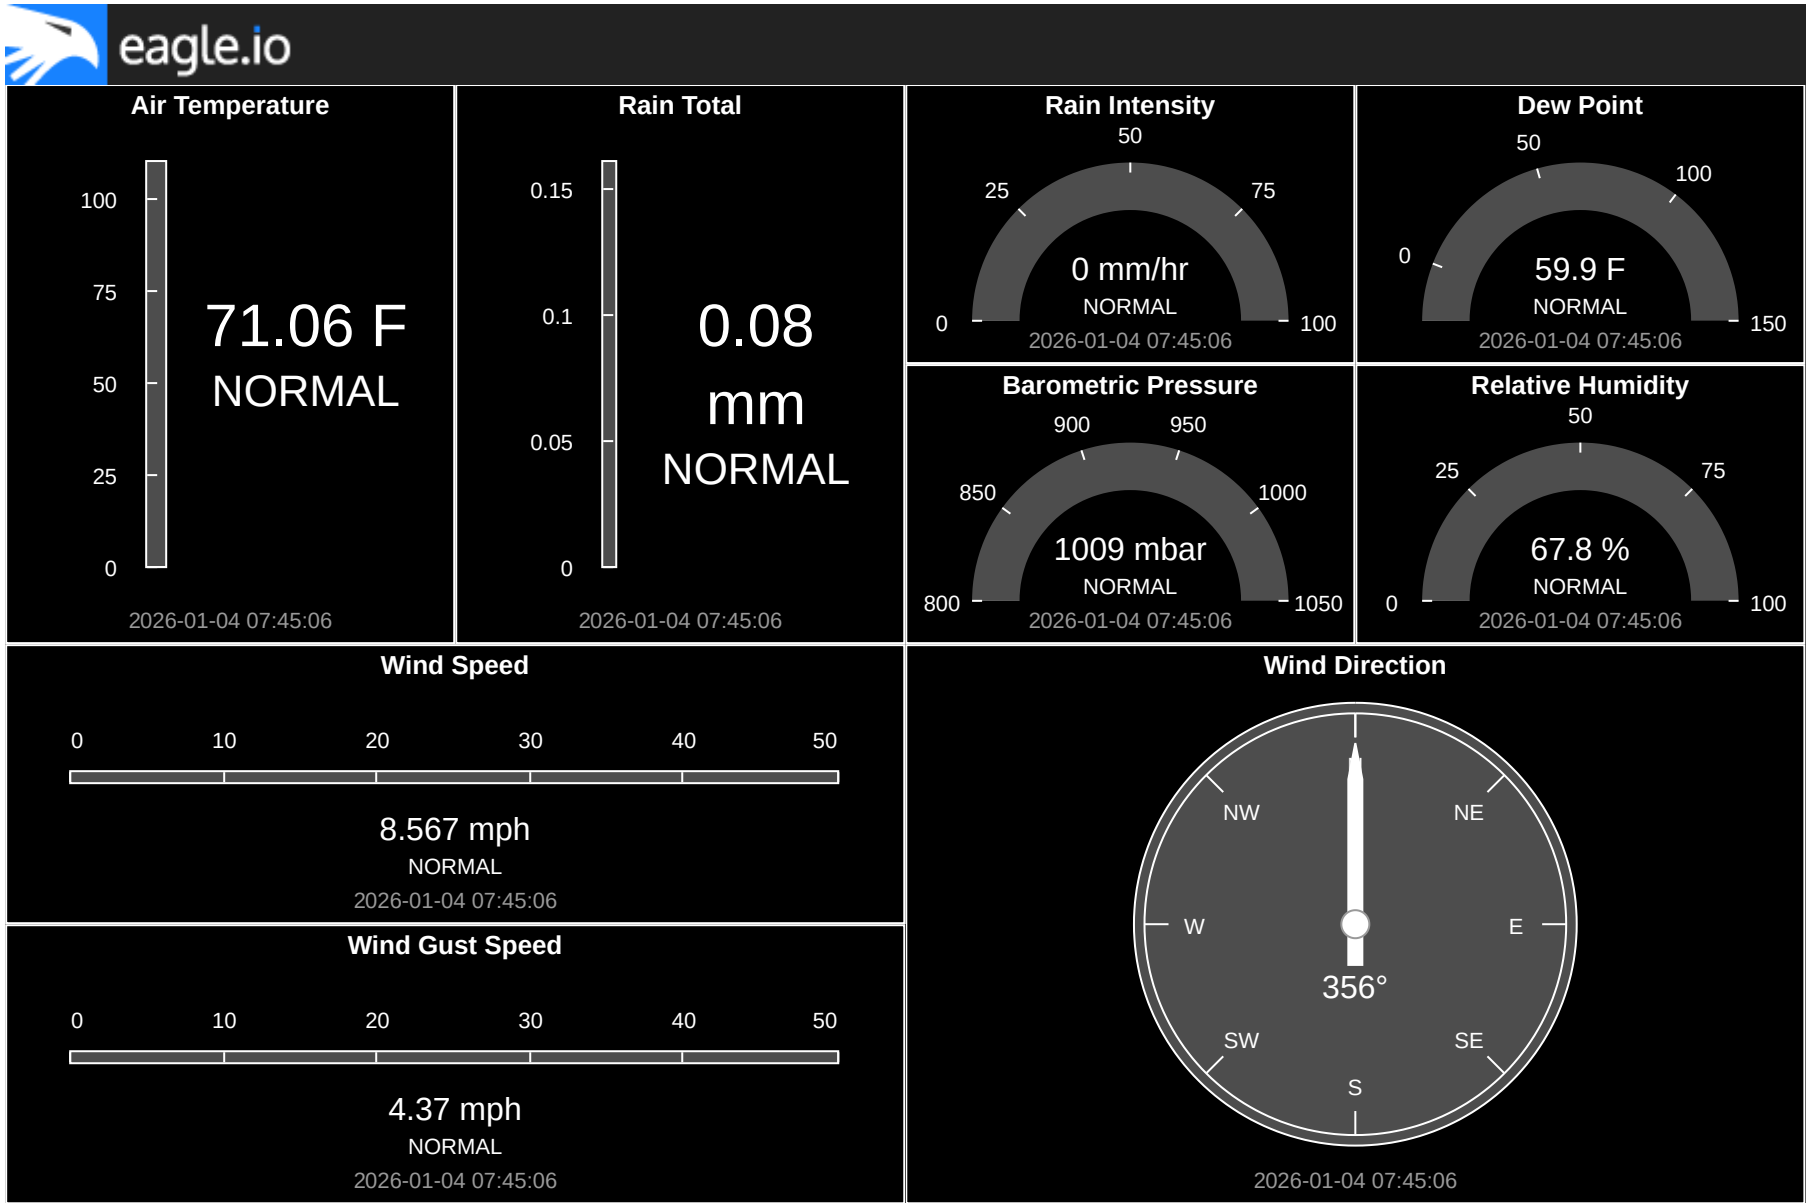 eagle.io
Air Temperature
100
75
50
25
0
71.06 F
NORMAL
2026-01-04 07:45:06
Rain Total
0.15
0.1
0.05
0
0.08
mm
NORMAL
2026-01-04 07:45:06
Rain Intensity
0
25
50
75
100
0 mm/hr
NORMAL
2026-01-04 07:45:06
Dew Point
0
50
100
150
59.9 F
NORMAL
2026-01-04 07:45:06
Barometric Pressure
800
850
900
950
1000
1050
1009 mbar
NORMAL
2026-01-04 07:45:06
Relative Humidity
0
25
50
75
100
67.8 %
NORMAL
2026-01-04 07:45:06
Wind Speed
0 10 20 30 40 50
8.567 mph
NORMAL
2026-01-04 07:45:06
Wind Gust Speed
0 10 20 30 40 50
4.37 mph
NORMAL
2026-01-04 07:45:06
Wind Direction
NW NE
W E
356°
SW SE
S
2026-01-04 07:45:06